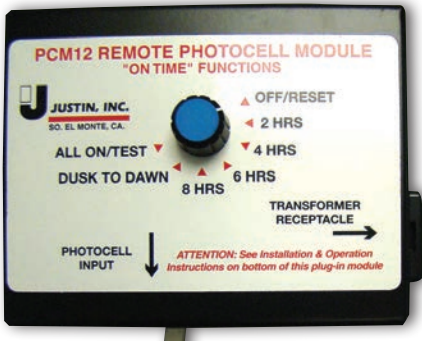 PCM12 REMOTE PHOTOCELL MODULE
"ON TIME" FUNCTIONS
J JUSTIN, INC.
SO. EL MONTE, CA.
OFF/RESET
2 HRS
4 HRS
6 HRS
8 HRS
DUSK TO DAWN
ALL ON/TEST
TRANSFORMER
RECEPTACLE
PHOTOCELL
INPUT
ATTENTION: See Installation & Operation
Instructions on bottom of this plug-in module